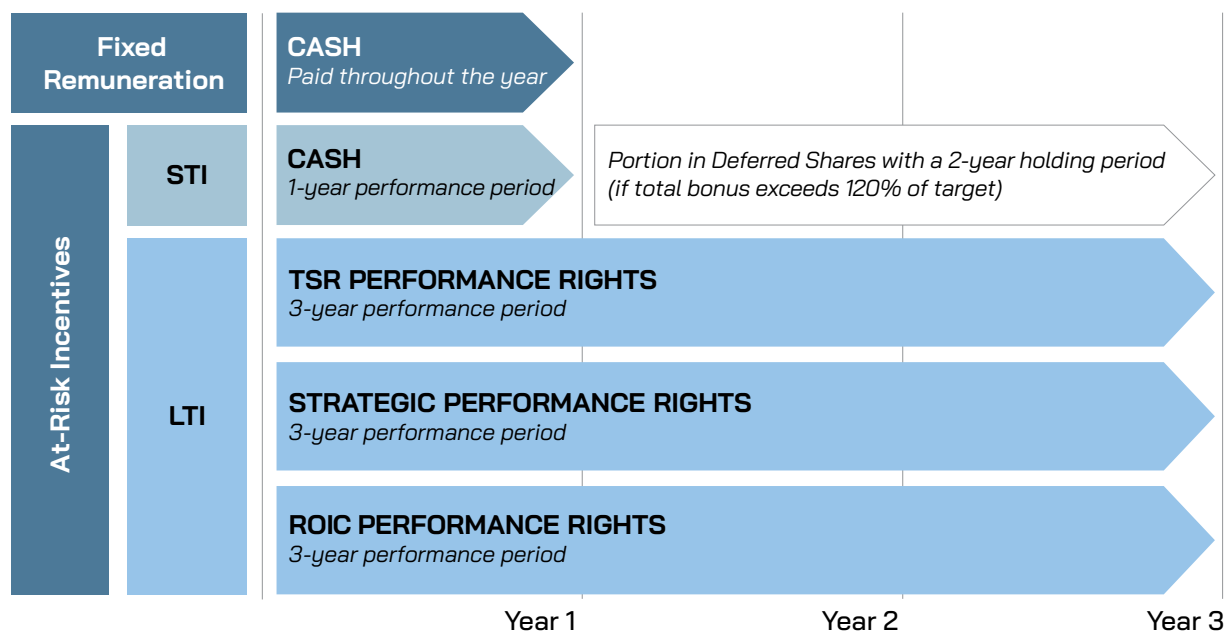 Fixed
Remuneration
CASH
Paid throughout the year
At-Risk Incentives
STI
CASH
1-year performance period
Portion in Deferred Shares with a 2-year holding period
(if total bonus exceeds 120% of target)
LTI
TSR PERFORMANCE RIGHTS
3-year performance period
STRATEGIC PERFORMANCE RIGHTS
3-year performance period
ROIC PERFORMANCE RIGHTS
3-year performance period
Year 1
Year 2
Year 3